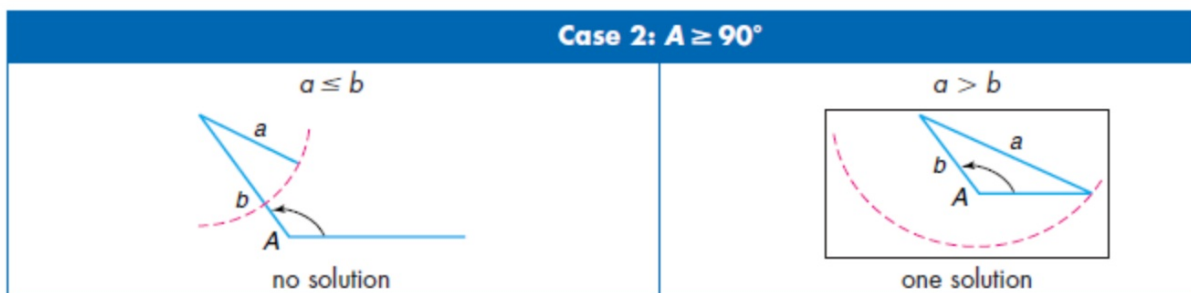 Case 2: A ≥ 90°
a ≤ b
a
b
A
no solution
a > b
a
b
A
one solution